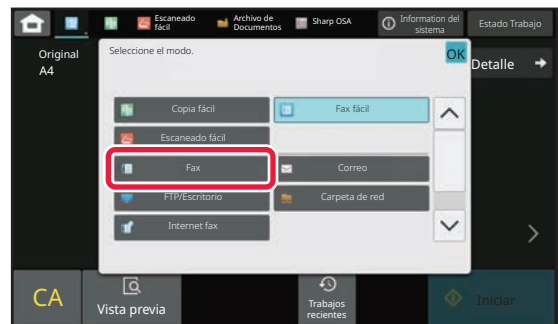 Escaneado
fácil
Archivo de
Documentos
Sharp OSA
Information del
sistema
Estado Trabajo
Original
A4
Seleccione el modo.
OK
Detalle
Copia fácil
Fax fácil
Escaneado fácil
Fax
Correo
FTP/Escritorio
Carpeta de red
Internet fax
CA
Vista previa
Trabajos
recientes
Iniciar